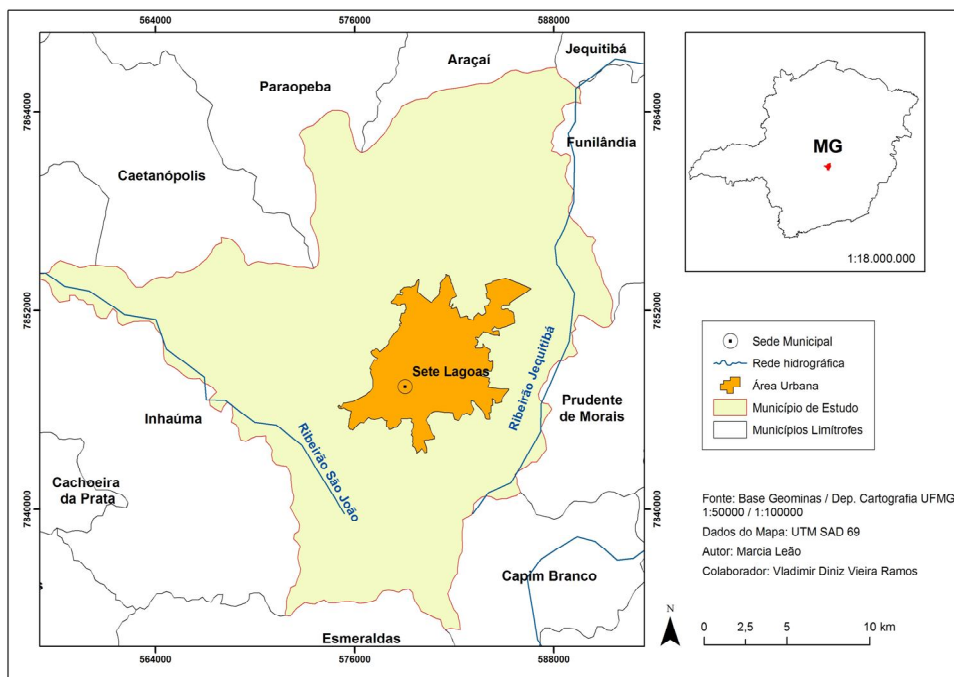 564000
576000
588000
Jequitibá
Araçaí
Paraopeba
7864000
7864000
Funilândia
MG
Caetanópolis
1:18.000.000
7852000
7852000
Sede Municipal
Rede hidrográfica
Sete Lagoas
Área Urbana
Ribeirão Jequitibá
Município de Estudo
Prudente
de Morais
Inhaúma
Municípios Limítrofes
Ribeirão São João
Cachoeira
da Prata
Fonte: Base Geominas / Dep. Cartografia UFMG
1:50000 / 1:100000
7840000
7840000
Dados do Mapa: UTM SAD 69
Autor: Marcia Leão
Colaborador: Vladimir Diniz Vieira Ramos
Capim Branco
N
Esmeraldas
0 2,5 5 10 km
564000
576000
588000